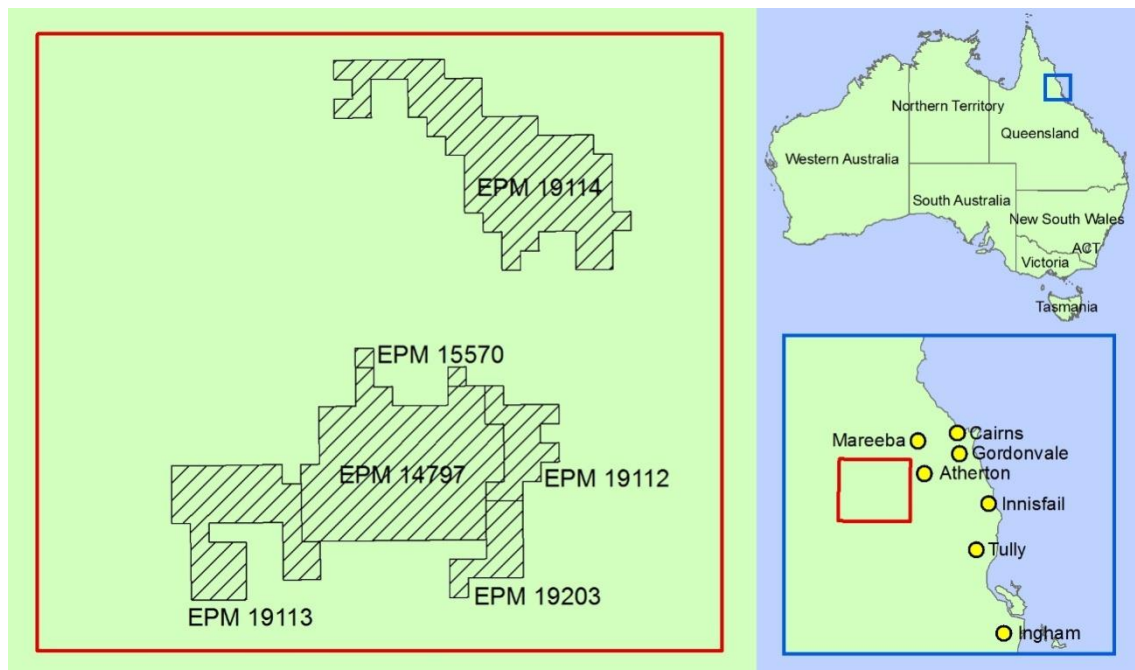 EPM 19114
EPM 15570
EPM 14797
EPM 19112
EPM 19113
EPM 19203
Northern Territory
Queensland
Western Australia
South Australia
New South Wales
ACT
Victoria
Tasmania
Cairns
Mareeba
Gordonvale
Atherton
Innisfail
Tully
Ingham